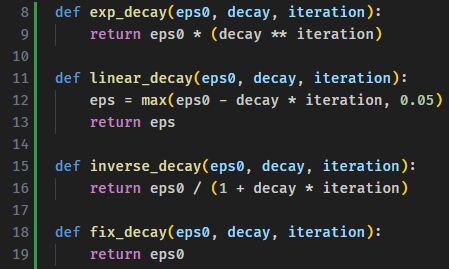 8 def exp_decay(eps0, decay, iteration):
9     return eps0 * (decay ** iteration)
10
11 def linear_decay(eps0, decay, iteration):
12     eps = max(eps0 - decay * iteration, 0.05)
13     return eps
14
15 def inverse_decay(eps0, decay, iteration):
16     return eps0 / (1 + decay * iteration)
17
18 def fix_decay(eps0, decay, iteration):
19     return eps0